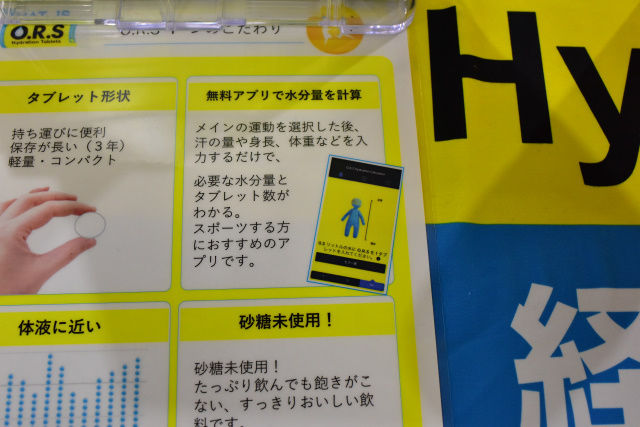 O.R.S
Hydration Tablets
のこだわり
Hy
タブレット形状
持ち運びに便利
保存が長い(3年)
軽量・コンパクト
無料アプリで水分量を計算
メインの運動を選択した後、
汗の量や身長、体重などを入
力するだけで、
必要な水分量と
タブレット数が
わかる。
スポーツする方
におすすめのア
プリです。
体液に近い
砂糖未使用!
砂糖未使用!
たっぷり飲んでも飽きがこ
ない、すっきりおいしい飲
料です。
経